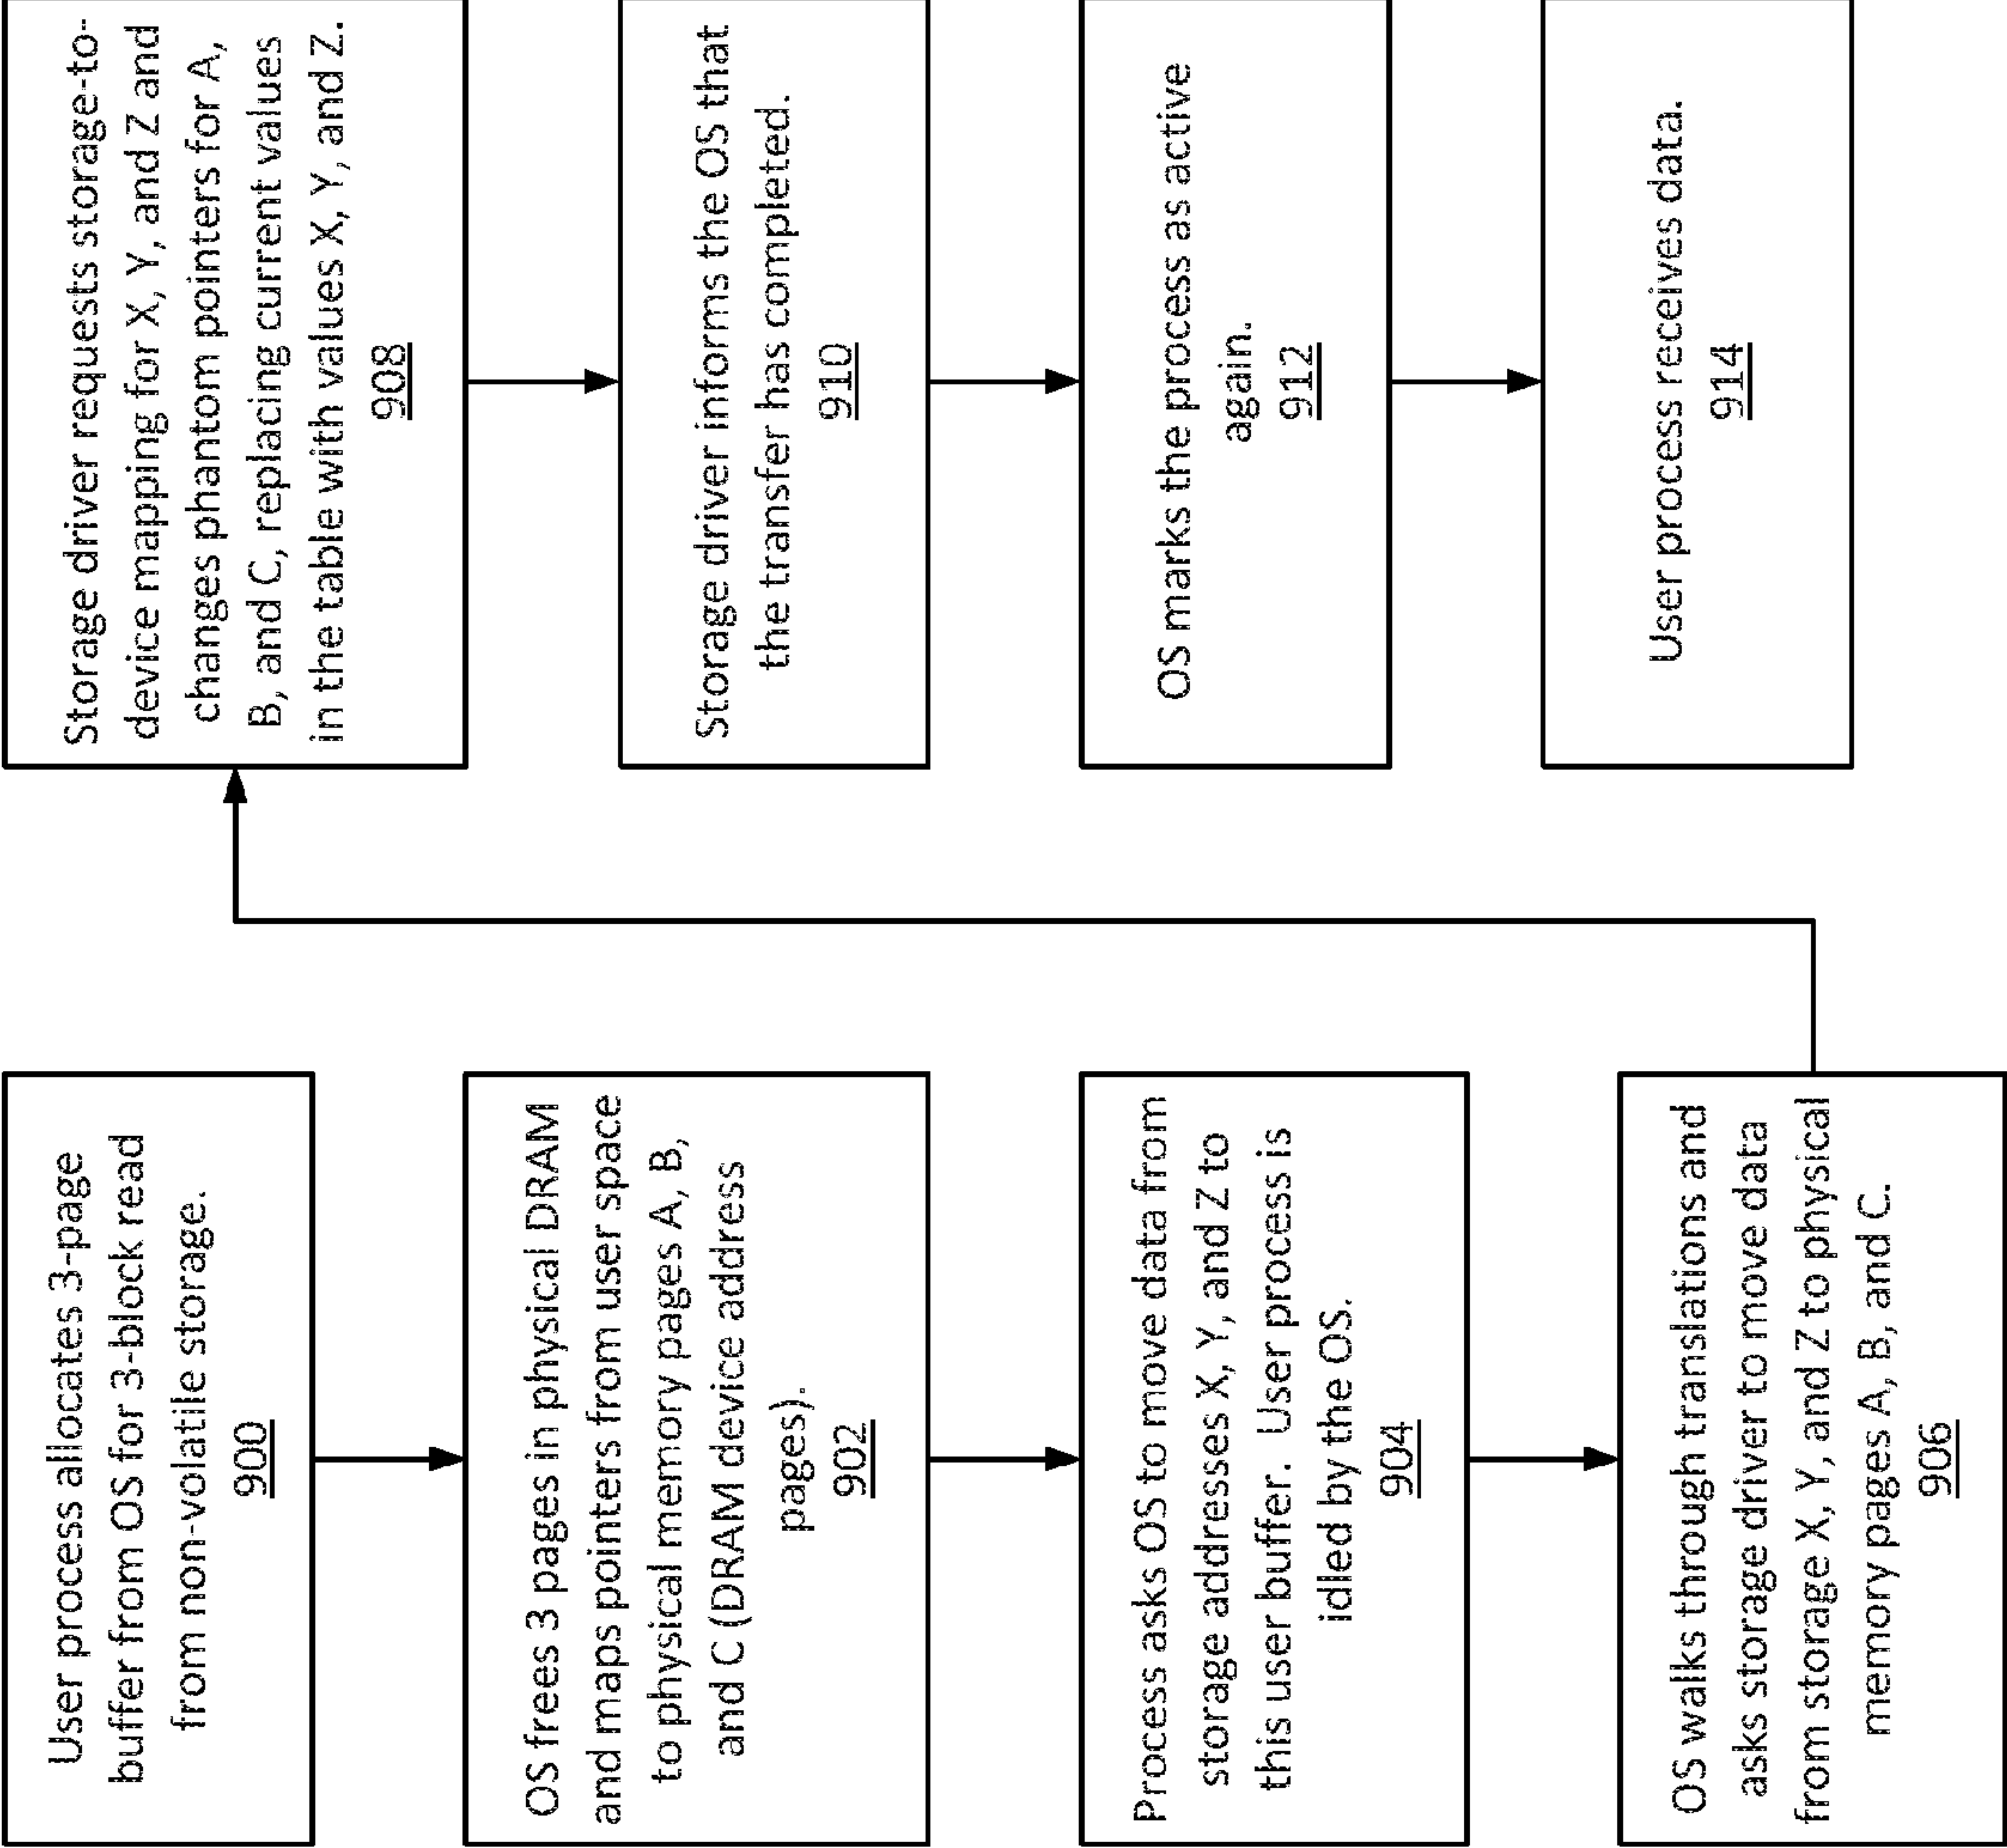 User process allocates 3-page
buffer from OS for 3-block read
from non-volatile storage.
900
OS frees 3 pages in physical DRAM
and maps pointers from user space
to physical memory pages A, B,
and C (DRAM device address
pages).
902
Process asks OS to move data from
storage addresses X, Y, and Z to
this user buffer. User process is
idled by the OS.
904
OS walks through translations and
asks storage driver to move data
from storage X, Y, and Z to physical
memory pages A, B, and C.
906
Storage driver requests storage-to-
device mapping for X, Y, and Z and
changes phantom pointers for A,
B, and C, replacing current values
in the table with values X, Y, and Z.
908
Storage driver informs the OS that
the transfer has completed.
910
OS marks the process as active
again.
912
User process receives data.
914